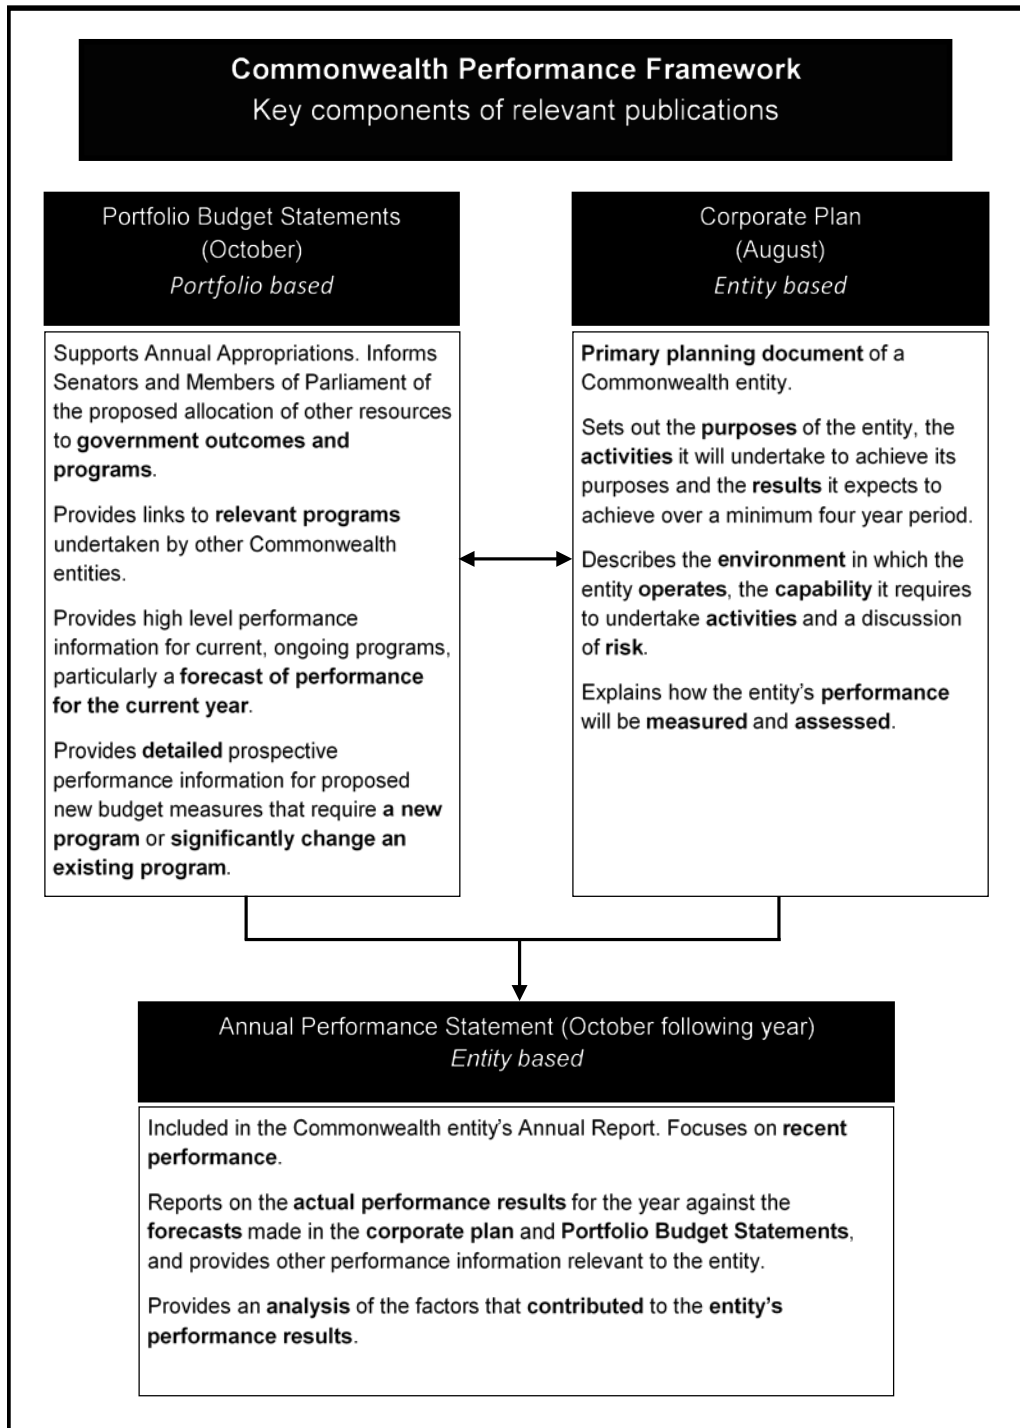 Commonwealth Performance Framework
Key components of relevant publications
Portfolio Budget Statements
(October)
Portfolio based
Supports Annual Appropriations. Informs
Senators and Members of Parliament of
the proposed allocation of other resources
to government outcomes and
programs.
Provides links to relevant programs
undertaken by other Commonwealth
entities.
Provides high level performance
information for current, ongoing programs,
particularly a forecast of performance
for the current year.
Provides detailed prospective
performance information for proposed
new budget measures that require a new
program or significantly change an
existing program.
Corporate Plan
(August)
Entity based
Primary planning document of a
Commonwealth entity.
Sets out the purposes of the entity, the
activities it will undertake to achieve its
purposes and the results it expects to
achieve over a minimum four year period.
Describes the environment in which the
entity operates, the capability it requires
to undertake activities and a discussion
of risk.
Explains how the entity’s performance
will be measured and assessed.
Annual Performance Statement (October following year)
Entity based
Included in the Commonwealth entity’s Annual Report. Focuses on recent
performance.
Reports on the actual performance results for the year against the
forecasts made in the corporate plan and Portfolio Budget Statements,
and provides other performance information relevant to the entity.
Provides an analysis of the factors that contributed to the entity’s
performance results.